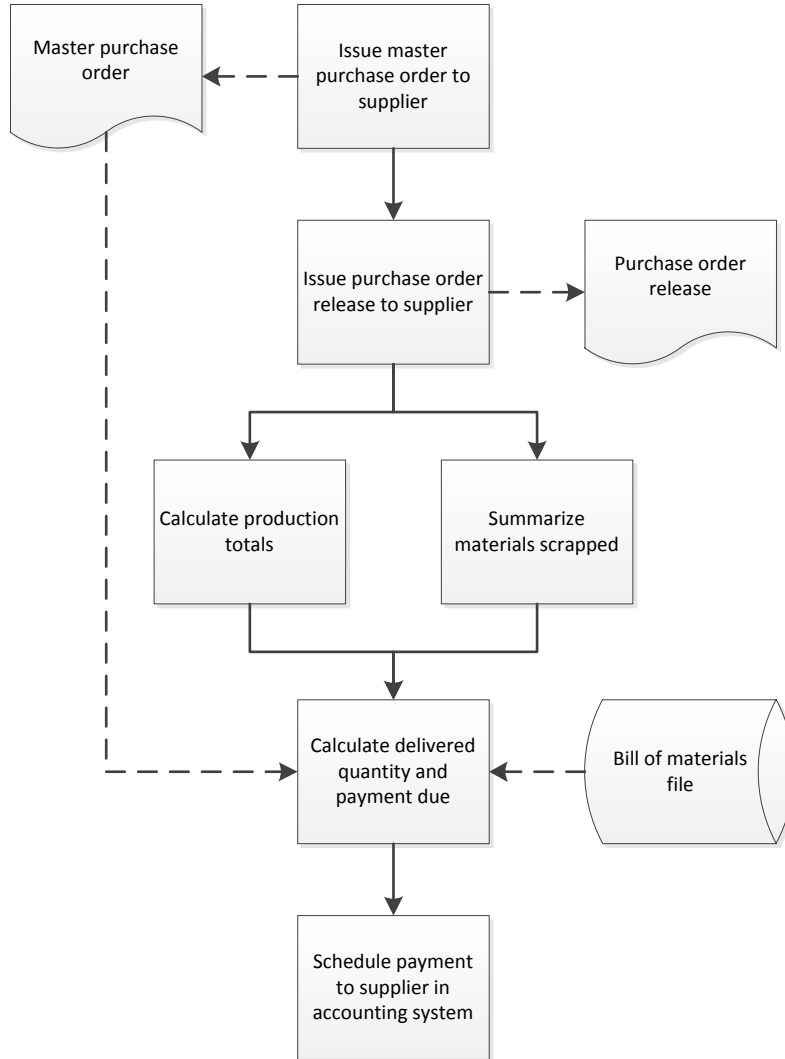 Master purchase
order
Issue master
purchase order to
supplier
Issue purchase order
release to supplier
Purchase order
release
Calculate production
totals
Summarize
materials scrapped
Calculate delivered
quantity and
payment due
Bill of materials
file
Schedule payment
to supplier in
accounting system